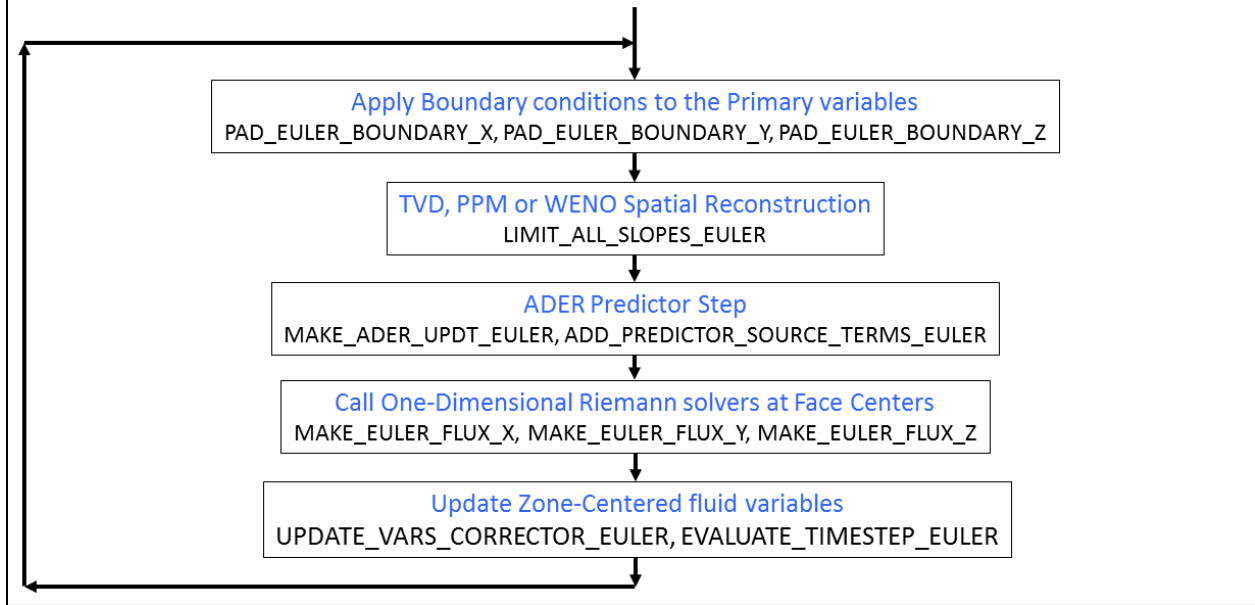 Apply Boundary conditions to the Primary variables
PAD_EULER_BOUNDARY_X, PAD_EULER_BOUNDARY_Y, PAD_EULER_BOUNDARY_Z
TVD, PPM or WENO Spatial Reconstruction
LIMIT_ALL_SLOPES_EULER
ADER Predictor Step
MAKE_ADER_UPDT_EULER, ADD_PREDICTOR_SOURCE_TERMS_EULER
Call One-Dimensional Riemann solvers at Face Centers
MAKE_EULER_FLUX_X, MAKE_EULER_FLUX_Y, MAKE_EULER_FLUX_Z
Update Zone-Centered fluid variables
UPDATE_VARS_CORRECTOR_EULER, EVALUATE_TIMESTEP_EULER